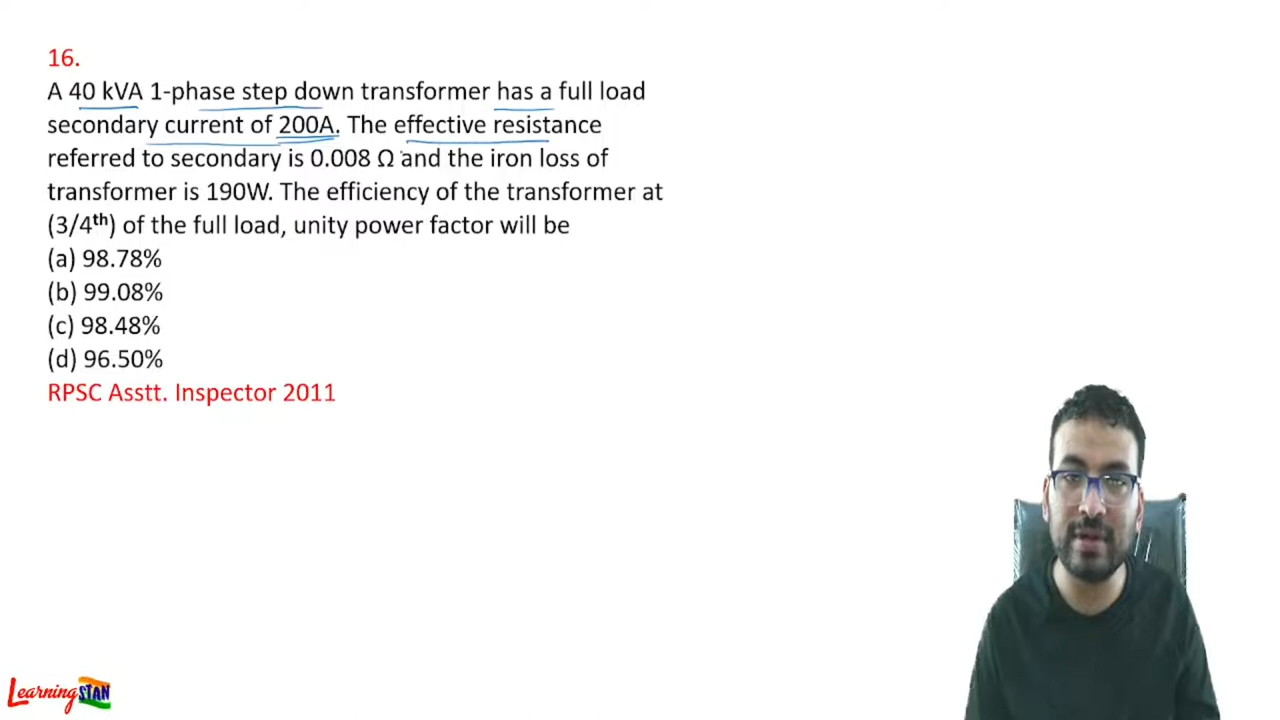 16.
A 40 kVA 1-phase step down transformer has a full load
secondary current of 200A. The effective resistance
referred to secondary is 0.008 Ω and the iron loss of
transformer is 190W. The efficiency of the transformer at
(3/4th) of the full load, unity power factor will be
(a) 98.78%
(b) 99.08%
(c) 98.48%
(d) 96.50%
RPSC Asstt. Inspector 2011
LearningSTAN